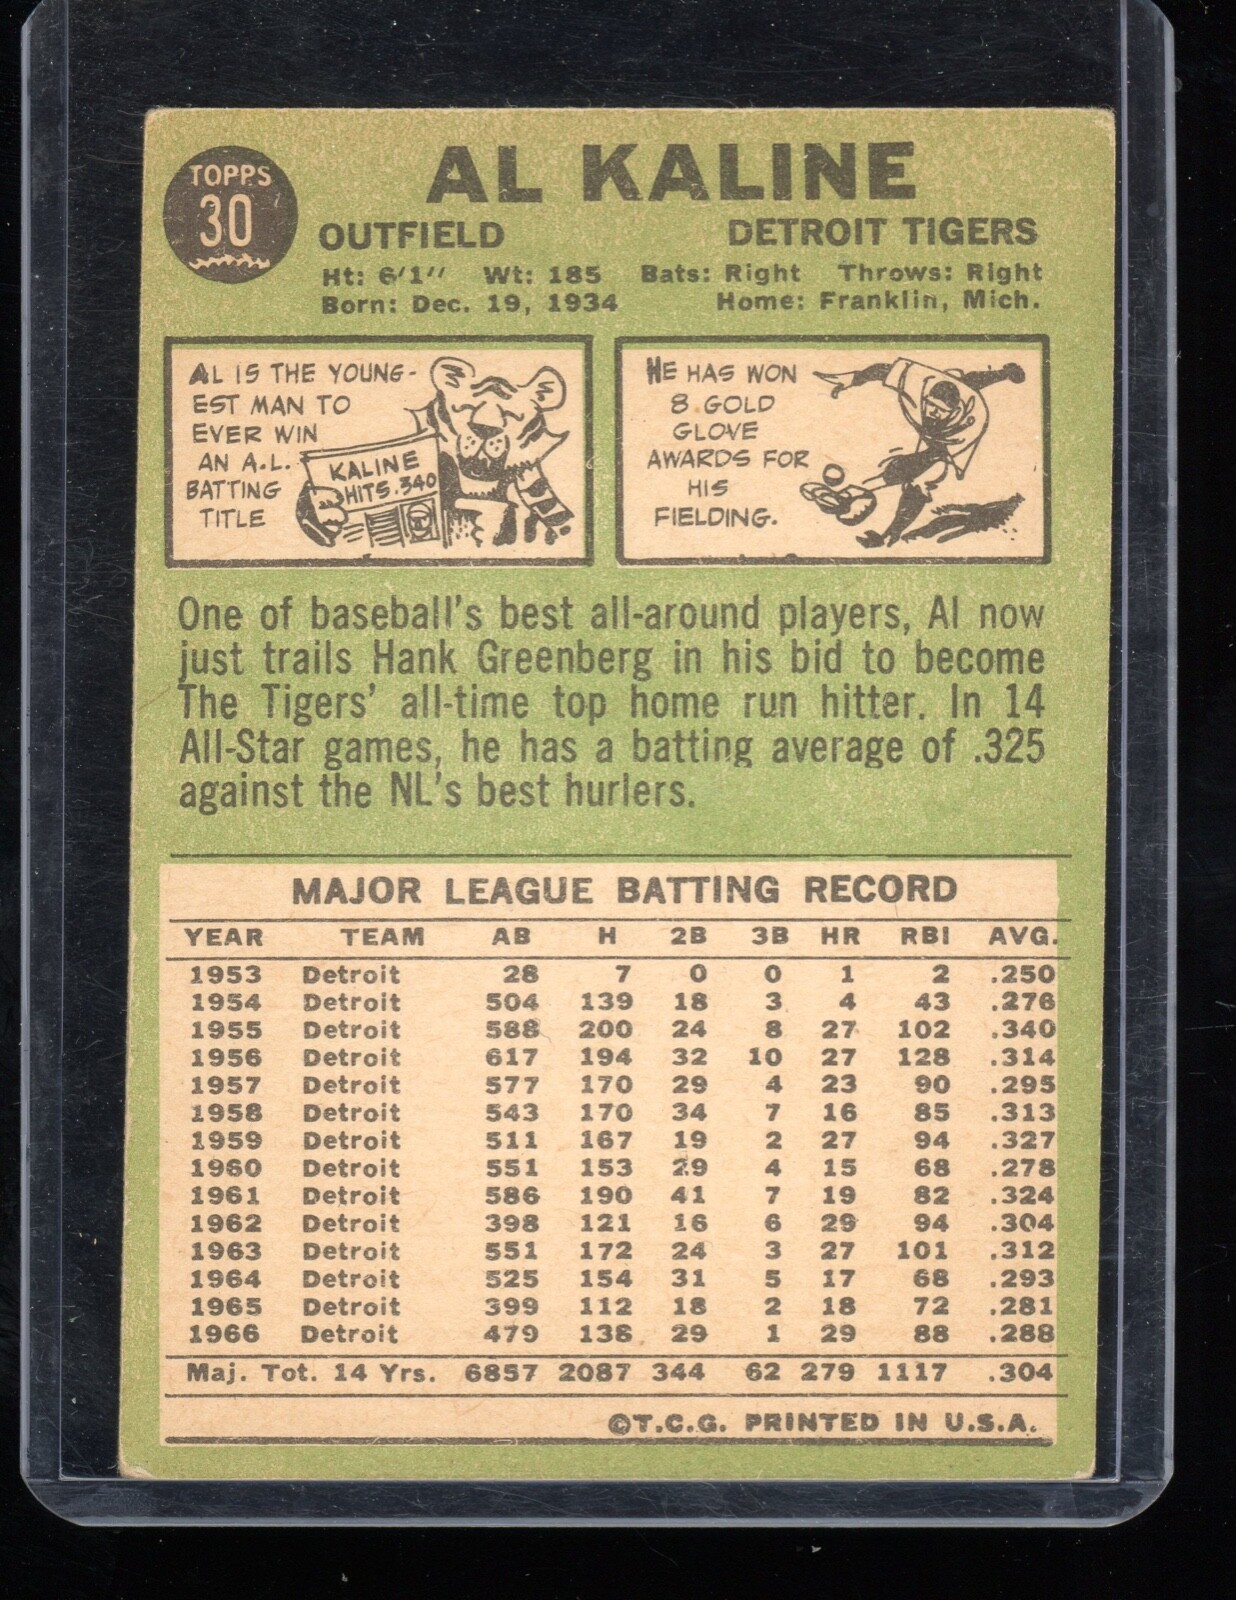 TOPPS
30
AL KALINE
OUTFIELD DETROIT TIGERS
Ht: 6'1" Wt: 185 Bats: Right Throws: Right
Born: Dec. 19, 1934 Home: Franklin, Mich.
AL IS THE YOUNG-
EST MAN TO
EVER WIN
AN A.L.
BATTING
TITLE
KALINE
HITS .340
HE HAS WON
8 GOLD
GLOVE
AWARDS FOR
HIS
FIELDING.
One of baseball's best all-around players, Al now
just trails Hank Greenberg in his bid to become
The Tigers' all-time top home run hitter. In 14
All-Star games, he has a batting average of .325
against the NL's best hurlers.
MAJOR LEAGUE BATTING RECORD
YEAR TEAM AB H 2B 3B HR RBI AVG.
1953 Detroit 28 7 0 0 1 2 .250
1954 Detroit 504 139 18 3 4 43 .276
1955 Detroit 588 200 24 8 27 102 .340
1956 Detroit 617 194 32 10 27 128 .314
1957 Detroit 577 170 29 4 23 90 .295
1958 Detroit 543 170 34 7 16 85 .313
1959 Detroit 511 167 19 2 27 94 .327
1960 Detroit 551 153 29 4 15 68 .278
1961 Detroit 586 190 41 7 19 82 .324
1962 Detroit 398 121 16 6 29 94 .304
1963 Detroit 551 172 24 3 27 101 .312
1964 Detroit 525 154 31 5 17 68 .293
1965 Detroit 399 112 18 2 18 72 .281
1966 Detroit 479 138 29 1 29 88 .288
Maj. Tot. 14 Yrs. 6857 2087 344 62 279 1117 .304
©T.C.G. PRINTED IN U.S.A.